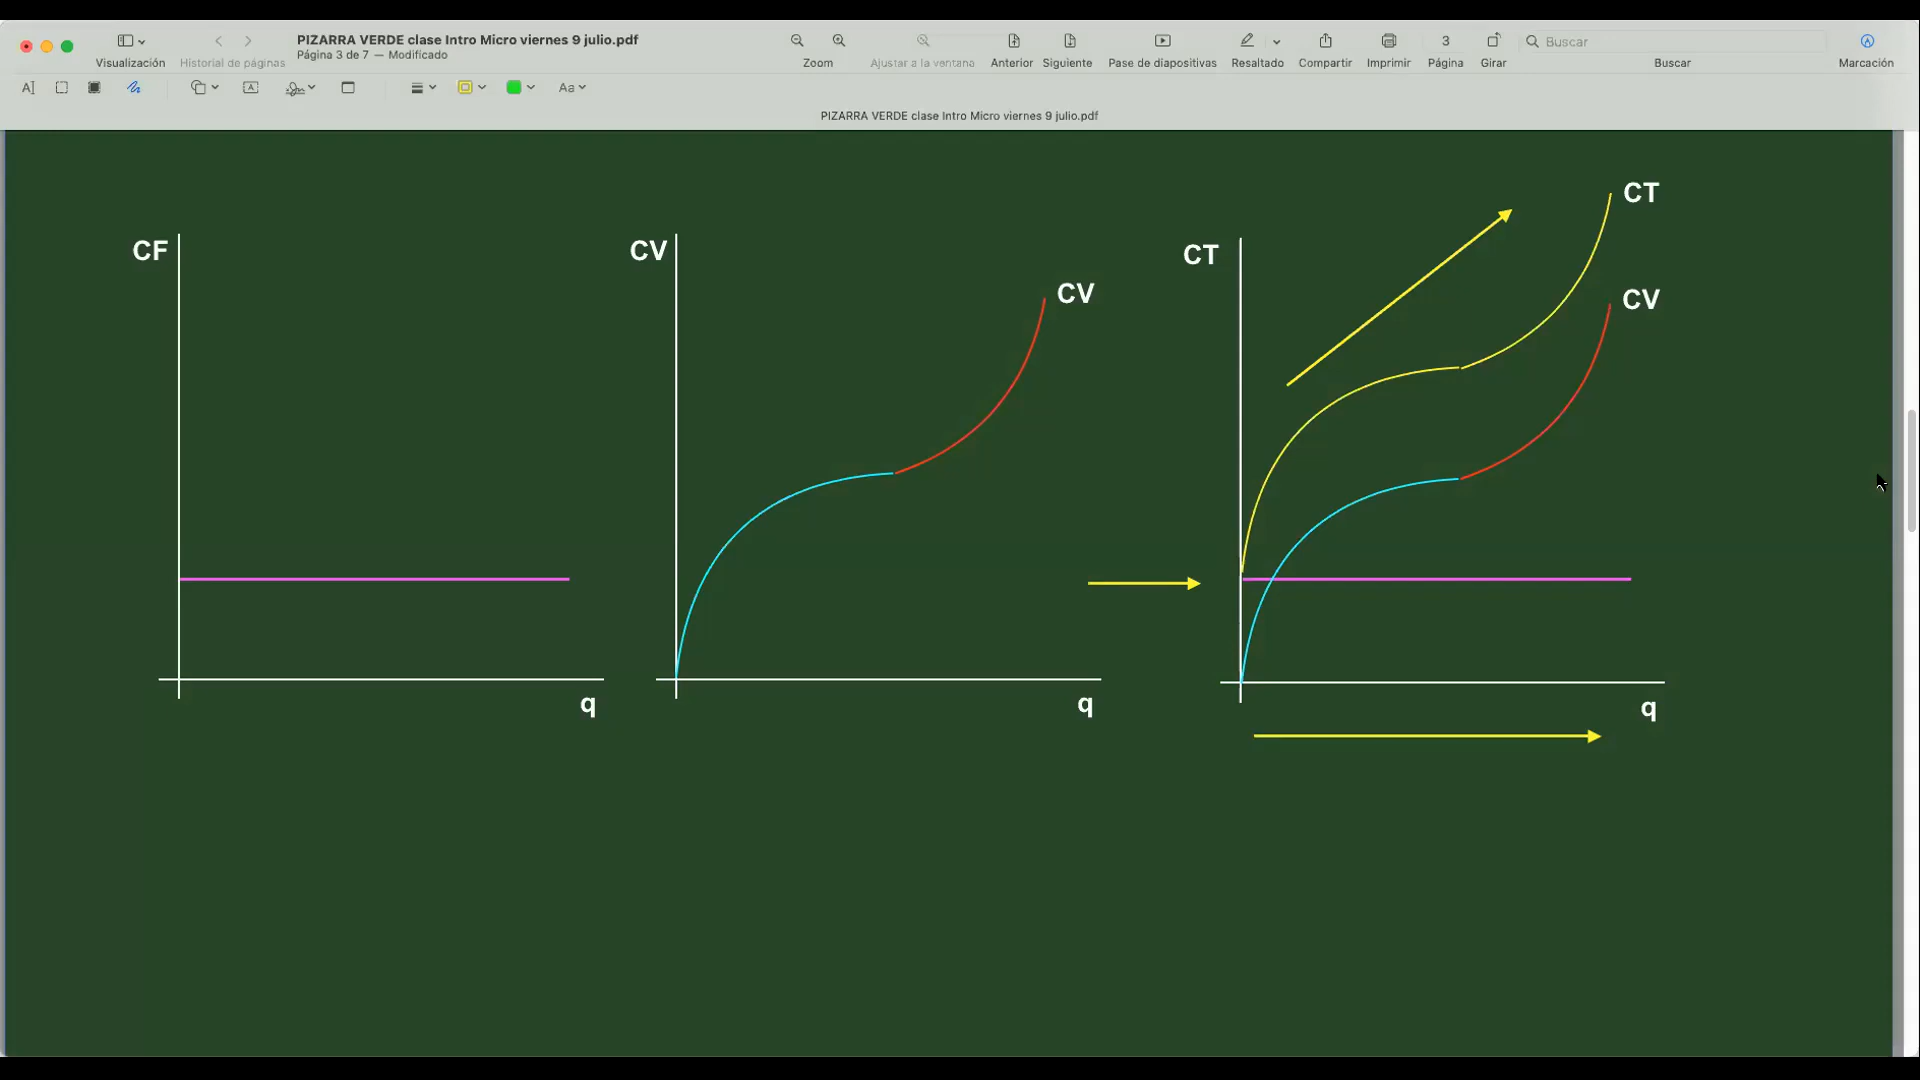 PIZARRA VERDE clase Intro Micro viernes 9 julio.pdf
Página 3 de 7 — Modificado
Visualización
Historial de páginas
Zoom
Ajustar a la ventana
Anterior
Siguiente
Pase de diapositivas
Resaltado
Compartir
Imprimir
3
Página
Girar
Buscar
Buscar
Marcación
A
Aa
PIZARRA VERDE clase Intro Micro viernes 9 julio.pdf
CF
q
CV
CV
q
CT
CT
CV
q